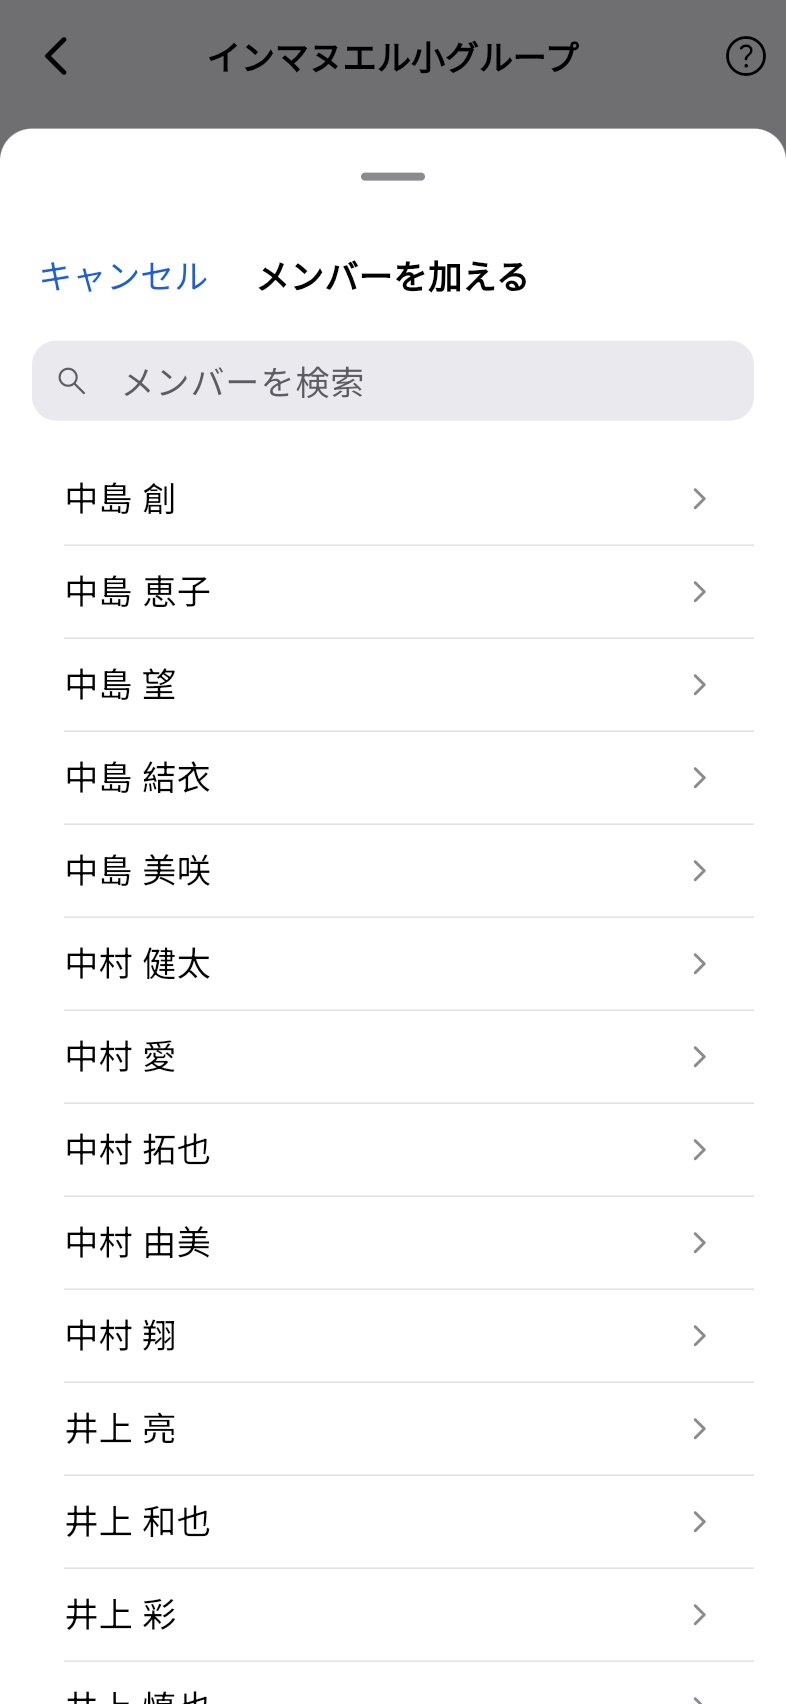 インマヌエル小グループ
キャンセル メンバーを加える
メンバーを検索
中島 創
中島 恵子
中島 望
中島 結衣
中島 美咲
中村 健太
中村 愛
中村 拓也
中村 由美
中村 翔
井上 亮
井上 和也
井上 彩
井上 慎也